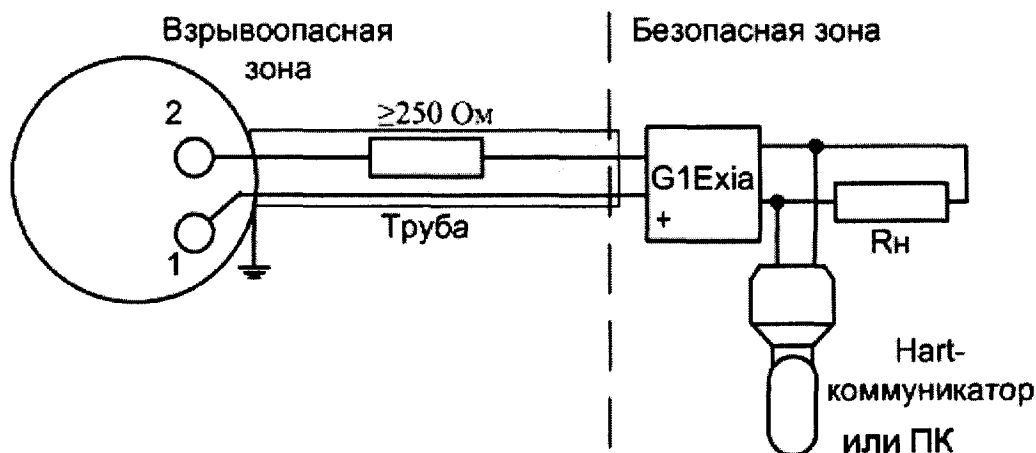 Взрывоопасная
зона
Безопасная зона
2
≥250 Ом
G1Exia
+
Rн
Труба
1
Hart-
коммуникатор
или ПК